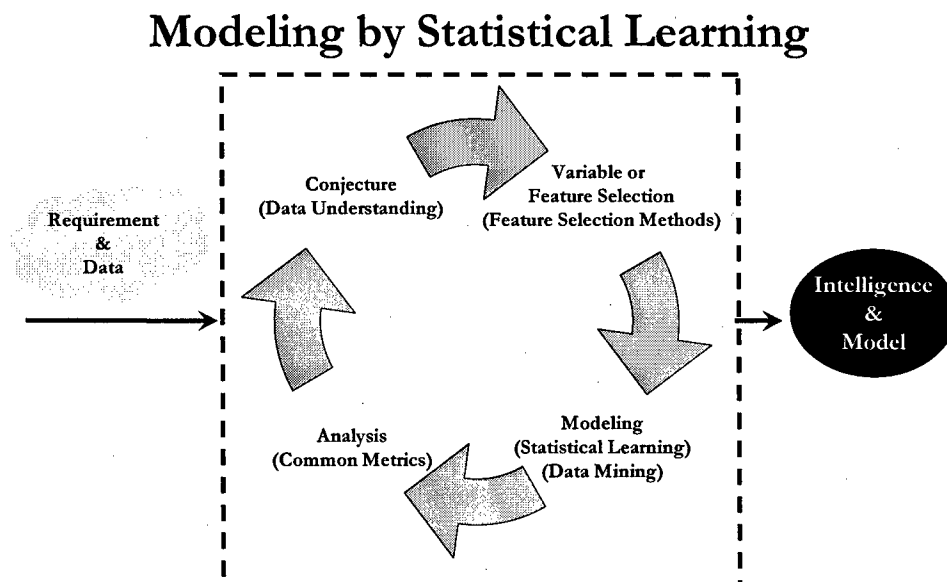 Modeling by Statistical Learning
Conjecture
(Data Understanding)
Variable or
Feature Selection
(Feature Selection Methods)
Requirement
&
Data
Intelligence
&
Model
Analysis
(Common Metrics)
Modeling
(Statistical Learning)
(Data Mining)